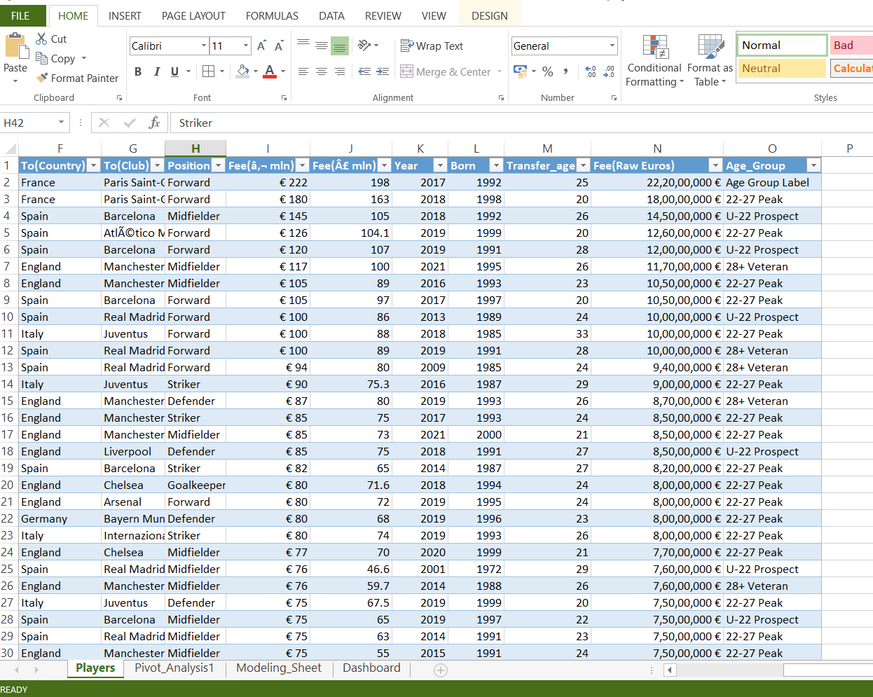 FILE HOME INSERT PAGE LAYOUT FORMULAS DATA REVIEW VIEW DESIGN
Cut
Copy
Format Painter
Paste
Clipboard
Calibri 11
B I U
Font
Wrap Text
Merge & Center
Alignment
General
% ,
Number
Conditional Formatting
Format as Table
Normal Bad
Neutral Calcula
Styles
H42 fx Striker
F G H I J K L M N O P
1 To(Country) To(Club) Position Fee(â,¬ mln) Fee(Â£ mln) Year Born Transfer_age Fee(Raw Euros) Age_Group
2 France Paris Saint-G Forward € 222 198 2017 1992 25 22,20,00,000 € Age Group Label
3 France Paris Saint-G Forward € 180 163 2018 1998 20 18,00,00,000 € 22-27 Peak
4 Spain Barcelona Midfielder € 145 105 2018 1992 26 14,50,00,000 € U-22 Prospect
5 Spain AtlÃ©tico M Forward € 126 104.1 2019 1999 20 12,60,00,000 € 22-27 Peak
6 Spain Barcelona Forward € 120 107 2019 1991 28 12,00,00,000 € U-22 Prospect
7 England Manchester Midfielder € 117 100 2021 1995 26 11,70,00,000 € 28+ Veteran
8 England Manchester Midfielder € 105 89 2016 1993 23 10,50,00,000 € 22-27 Peak
9 Spain Barcelona Forward € 105 97 2017 1997 20 10,50,00,000 € 22-27 Peak
10 Spain Real Madrid Forward € 100 86 2013 1989 24 10,00,00,000 € U-22 Prospect
11 Italy Juventus Forward € 100 88 2018 1985 33 10,00,00,000 € 22-27 Peak
12 Spain Real Madrid Forward € 100 89 2019 1991 28 10,00,00,000 € 28+ Veteran
13 Spain Real Madrid Forward € 94 80 2009 1985 24 9,40,00,000 € 28+ Veteran
14 Italy Juventus Striker € 90 75.3 2016 1987 29 9,00,00,000 € 22-27 Peak
15 England Manchester Defender € 87 80 2019 1993 26 8,70,00,000 € 28+ Veteran
16 England Manchester Striker € 85 75 2017 1993 24 8,50,00,000 € 22-27 Peak
17 England Manchester Midfielder € 85 73 2021 2000 21 8,50,00,000 € 22-27 Peak
18 England Liverpool Defender € 85 75 2018 1991 27 8,50,00,000 € U-22 Prospect
19 Spain Barcelona Striker € 82 65 2014 1987 27 8,20,00,000 € 22-27 Peak
20 England Chelsea Goalkeeper € 80 71.6 2018 1994 24 8,00,00,000 € 22-27 Peak
21 England Arsenal Forward € 80 72 2019 1995 24 8,00,00,000 € 22-27 Peak
22 Germany Bayern Mun Defender € 80 68 2019 1996 23 8,00,00,000 € 22-27 Peak
23 Italy Internaziona Striker € 80 74 2019 1993 26 8,00,00,000 € 22-27 Peak
24 England Chelsea Midfielder € 77 70 2020 1999 21 7,70,00,000 € 22-27 Peak
25 Spain Real Madrid Midfielder € 76 46.6 2001 1972 29 7,60,00,000 € U-22 Prospect
26 England Manchester Midfielder € 76 59.7 2014 1988 26 7,60,00,000 € 28+ Veteran
27 Italy Juventus Defender € 75 67.5 2019 1999 20 7,50,00,000 € 22-27 Peak
28 Spain Barcelona Midfielder € 75 65 2019 1997 22 7,50,00,000 € U-22 Prospect
29 Spain Real Madrid Midfielder € 75 63 2014 1991 23 7,50,00,000 € 22-27 Peak
30 England Manchester Midfielder € 75 55 2015 1991 24 7,50,00,000 € 22-27 Peak
Players Pivot_Analysis1 Modeling_Sheet Dashboard
READY